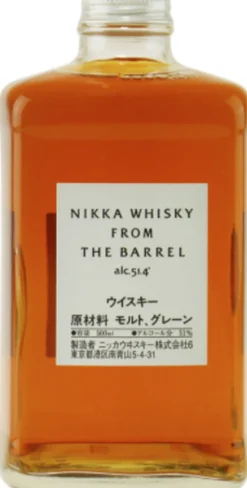 NIKKA WHISKY
FROM
THE BARREL
alc.51.4°
ウイスキー
原材料 モルト、グレーン
●容量 500ml ●アルコール分 51%
製造者 ニッカウヰスキー株式会社6
東京都港区南青山5-4-31